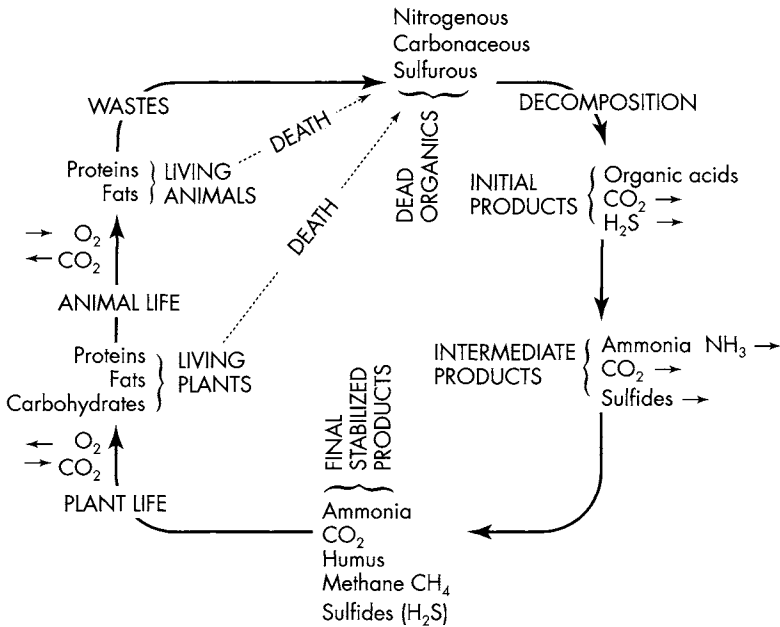 Nitrogenous
Carbonaceous
Sulfurous
WASTES
DECOMPOSITION
DEATH
DEAD
ORGANICS
Proteins
Fats
LIVING
ANIMALS
INITIAL
PRODUCTS
Organic acids
CO₂ →
H₂S →
→ O₂
← CO₂
DEATH
ANIMAL LIFE
Proteins
Fats
Carbohydrates
LIVING
PLANTS
INTERMEDIATE
PRODUCTS
Ammonia NH₃ →
CO₂ →
Sulfides →
← O₂
→ CO₂
PLANT LIFE
FINAL
STABILIZED
PRODUCTS
Ammonia
CO₂
Humus
Methane CH₄
Sulfides (H₂S)